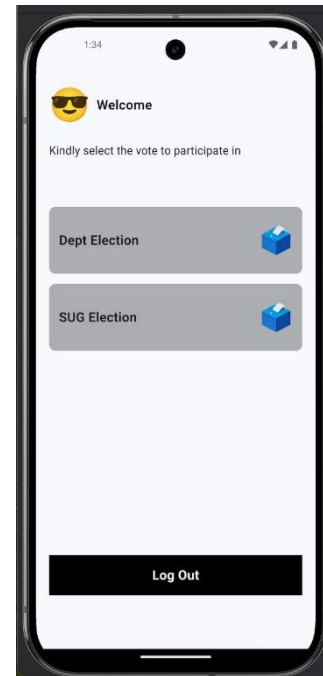 1:34
Welcome
Kindly select the vote to participate in
Dept Election
SUG Election
Log Out